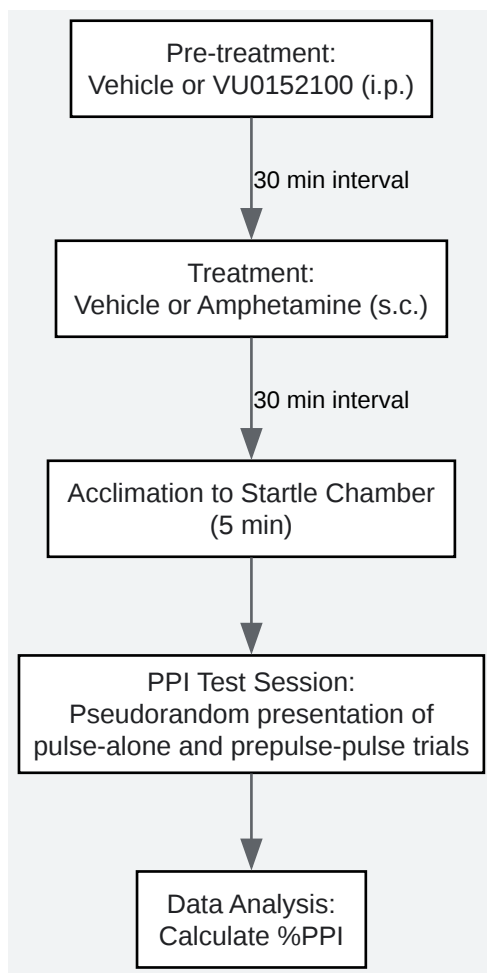 Pre-treatment:
Vehicle or VU0152100 (i.p.)
30 min interval
Treatment:
Vehicle or Amphetamine (s.c.)
30 min interval
Acclimation to Startle Chamber
(5 min)
PPI Test Session:
Pseudorandom presentation of
pulse-alone and prepulse-pulse trials
Data Analysis:
Calculate %PPI